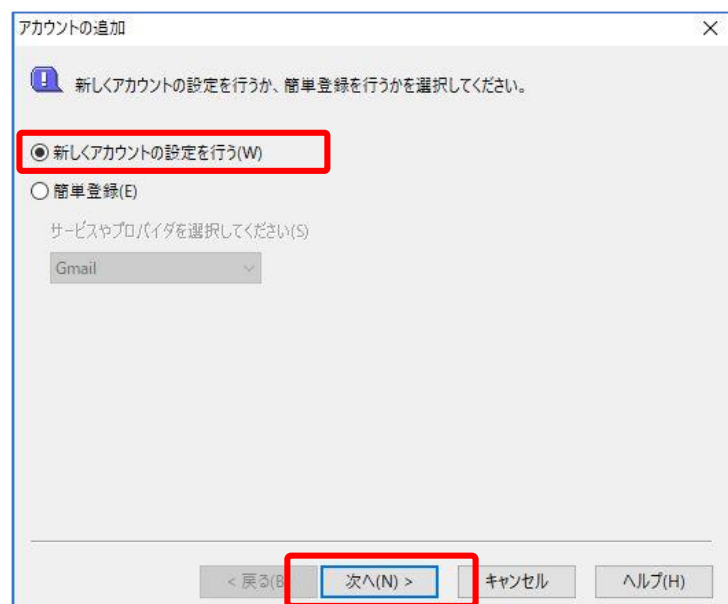 アカウントの追加
新しくアカウントの設定を行うか、簡単登録を行うかを選択してください。
新しくアカウントの設定を行う(W)
簡単登録(E)
サービスやプロバイダを選択してください(S)
Gmail
< 戻る(B
次へ(N) >
キャンセル
ヘルプ(H)